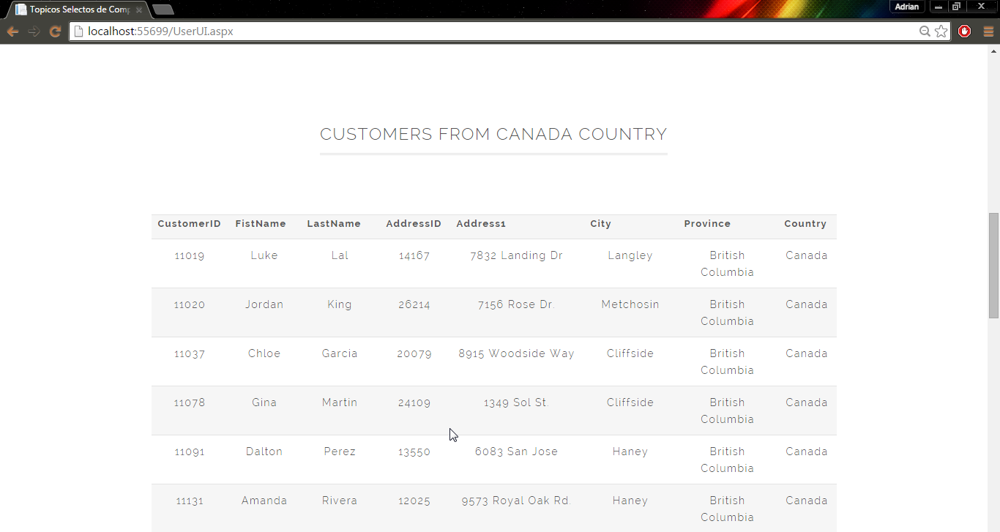 Topicos Selectos de Comp
Adrian
localhost:55699/UserUI.aspx
CUSTOMERS FROM CANADA COUNTRY
CustomerID FistName LastName AddressID Address1 City Province Country
11019 Luke Lal 14167 7832 Landing Dr Langley British Columbia Canada
11020 Jordan King 26214 7156 Rose Dr. Metchosin British Columbia Canada
11037 Chloe Garcia 20079 8915 Woodside Way Cliffside British Columbia Canada
11078 Gina Martin 24109 1349 Sol St. Cliffside British Columbia Canada
11091 Dalton Perez 13550 6083 San Jose Haney British Columbia Canada
11131 Amanda Rivera 12025 9573 Royal Oak Rd. Haney British Columbia Canada